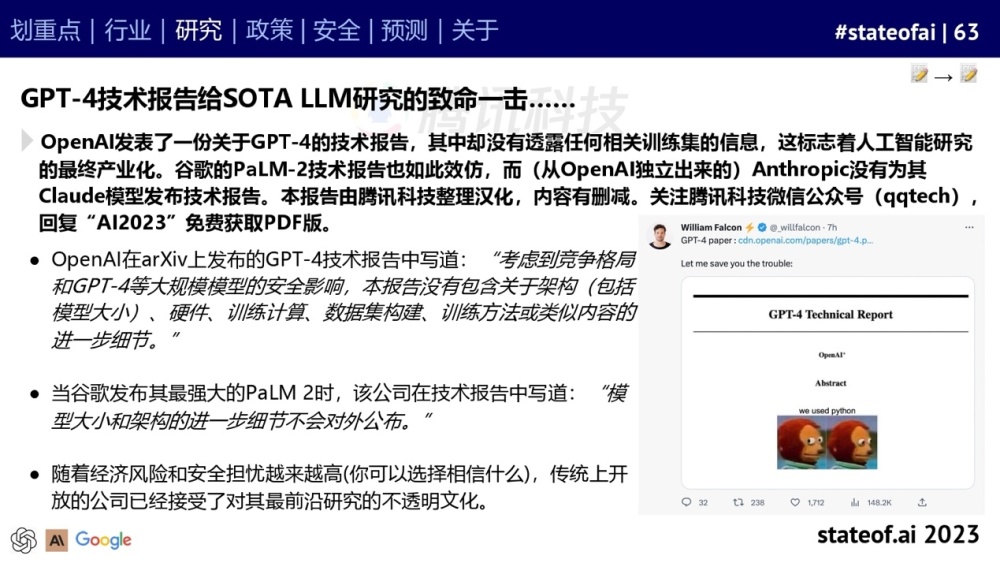 划重点 | 行业 | 研究 | 政策 | 安全 | 预测 | 关于
#stateofai | 63
→
GPT-4技术报告给SOTA LLM研究的致命一击……
腾讯科技
OpenAI发表了一份关于GPT-4的技术报告，其中却没有透露任何相关训练集的信息，这标志着人工智能研究
的最终产业化。谷歌的PaLM-2技术报告也如此效仿，而（从OpenAI独立出来的）Anthropic没有为其
Claude模型发布技术报告。本报告由腾讯科技整理汉化，内容有删减。关注腾讯科技微信公众号（qqtech），
回复“AI2023”免费获取PDF版。
● OpenAI在arXiv上发布的GPT-4技术报告中写道：“考虑到竞争格局
和GPT-4等大规模模型的安全影响，本报告没有包含关于架构（包括
模型大小）、硬件、训练计算、数据集构建、训练方法或类似内容的
进一步细节。”
● 当谷歌发布其最强大的PaLM 2时，该公司在技术报告中写道：“模
型大小和架构的进一步细节不会对外公布。”
● 随着经济风险和安全担忧越来越高(你可以选择相信什么)，传统上开
放的公司已经接受了对其最前沿研究的不透明文化。
William Falcon ⚡ @_willfalcon · 7h
GPT-4 paper : cdn.openai.com/papers/gpt-4.p...
Let me save you the trouble:
GPT-4 Technical Report
OpenAI*
Abstract
we used python
32 238 1,712 148.2K
AI Google
stateof.ai 2023